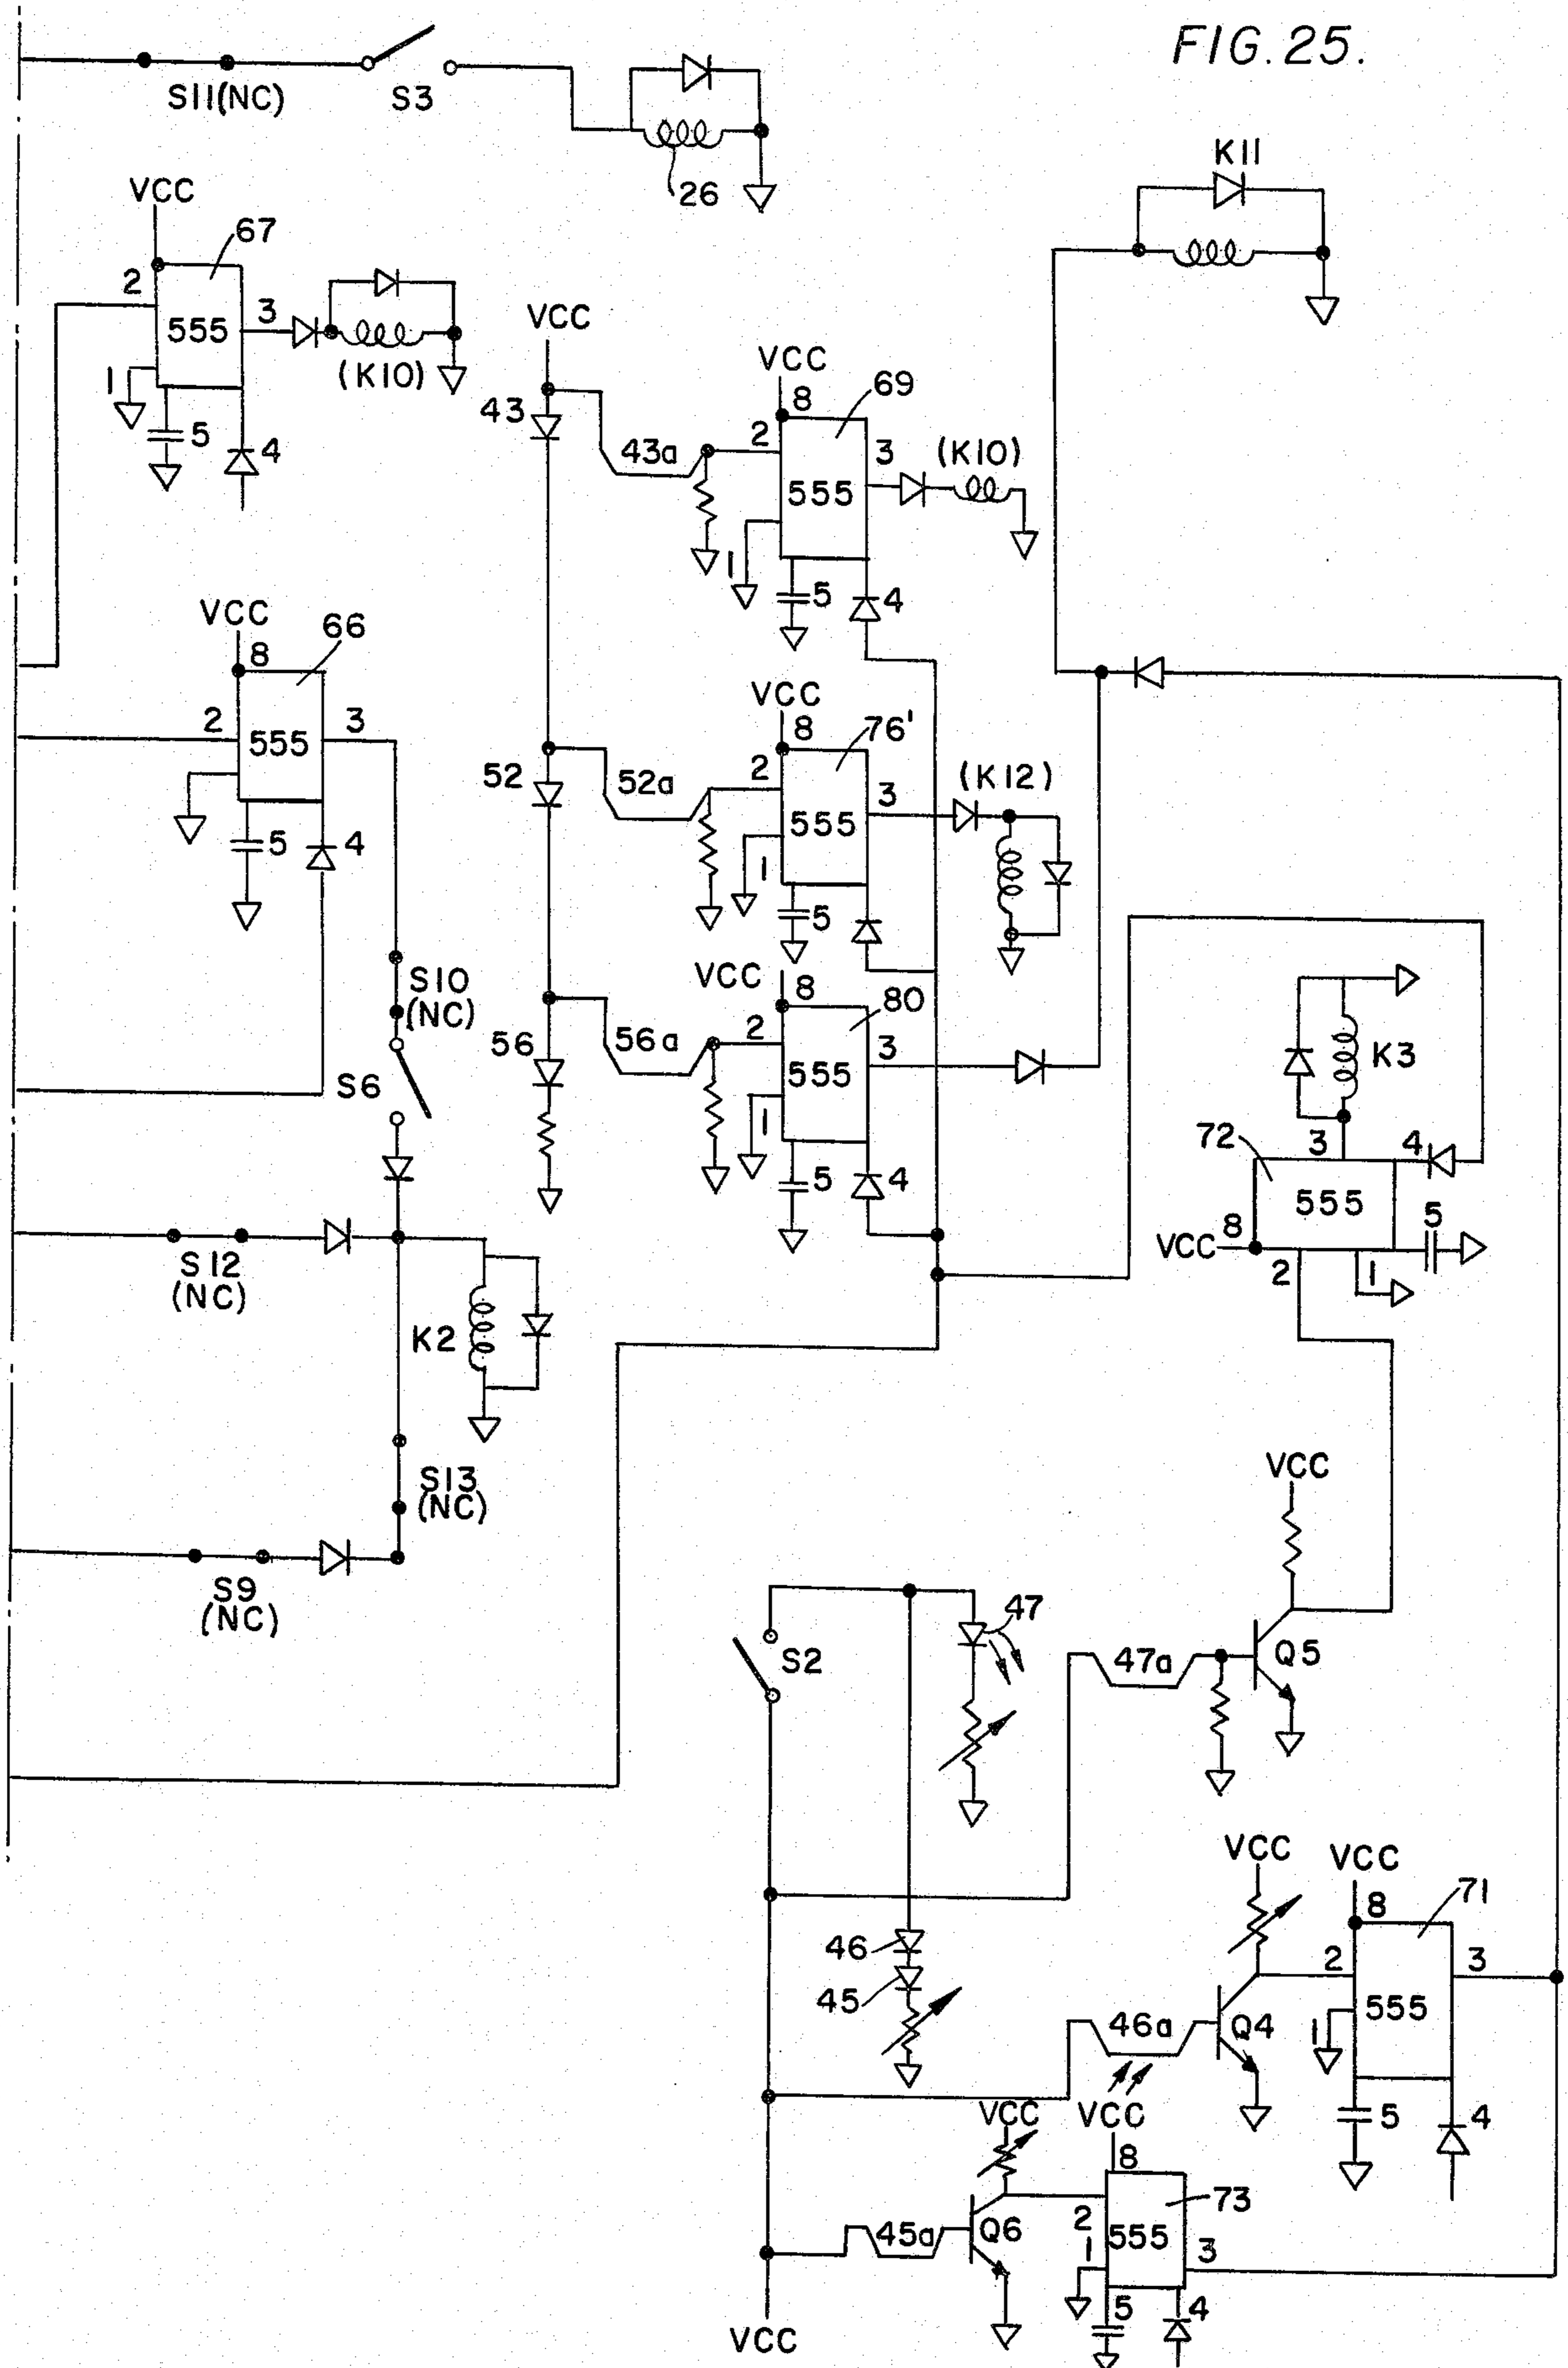 FIG. 25.
S11(NC)
S3
26
K11
VCC
67
2
555
3
(K10)
1
5
4
VCC
43
43a
VCC
8
69
2
3
(K10)
555
1
5
4
VCC
8
66
2
555
3
5
4
52
52a
VCC
8
76'
2
3
(K12)
555
1
5
S10
(NC)
S6
56
56a
VCC
8
80
2
3
555
1
5
4
K3
72
3
4
555
8
5
VCC
2
1
S12
(NC)
K2
S13
(NC)
S9
(NC)
VCC
S2
47
47a
Q5
46
45
VCC
VCC
8
71
2
3
555
46a
Q4
1
5
4
VCC
VCC
8
73
45a
Q6
2
1
555
3
5
4
VCC